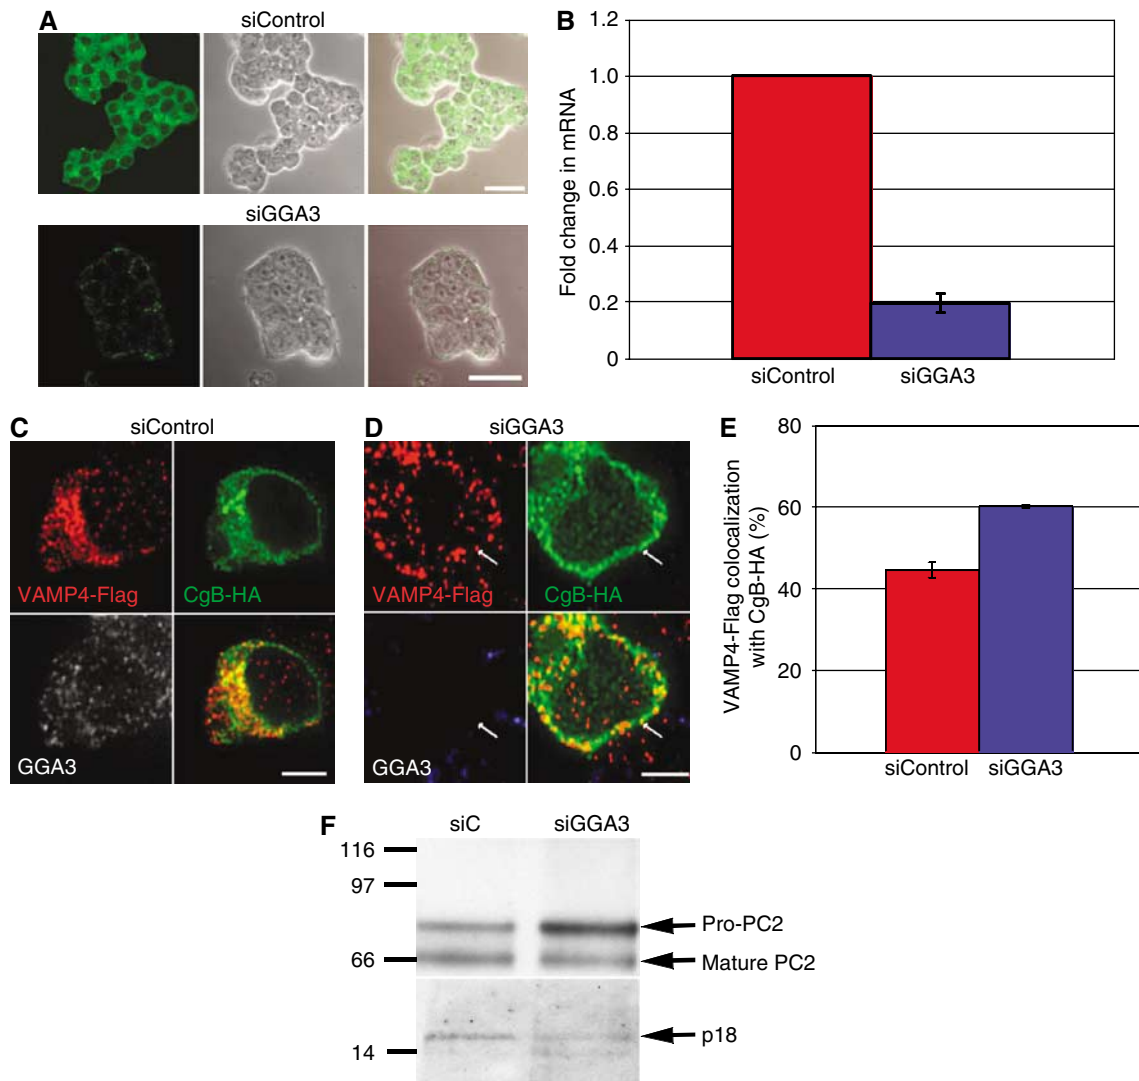 A
siControl
siGGA3
B
Fold change in mRNA
1.2
1.0
0.8
0.6
0.4
0.2
0
siControl
siGGA3
C
siControl
VAMP4-Flag
CgB-HA
GGA3
D
siGGA3
VAMP4-Flag
CgB-HA
GGA3
E
VAMP4-Flag colocalization
with CgB-HA (%)
80
60
40
20
0
siControl
siGGA3
F
siC
siGGA3
116
97
66
14
Pro-PC2
Mature PC2
p18